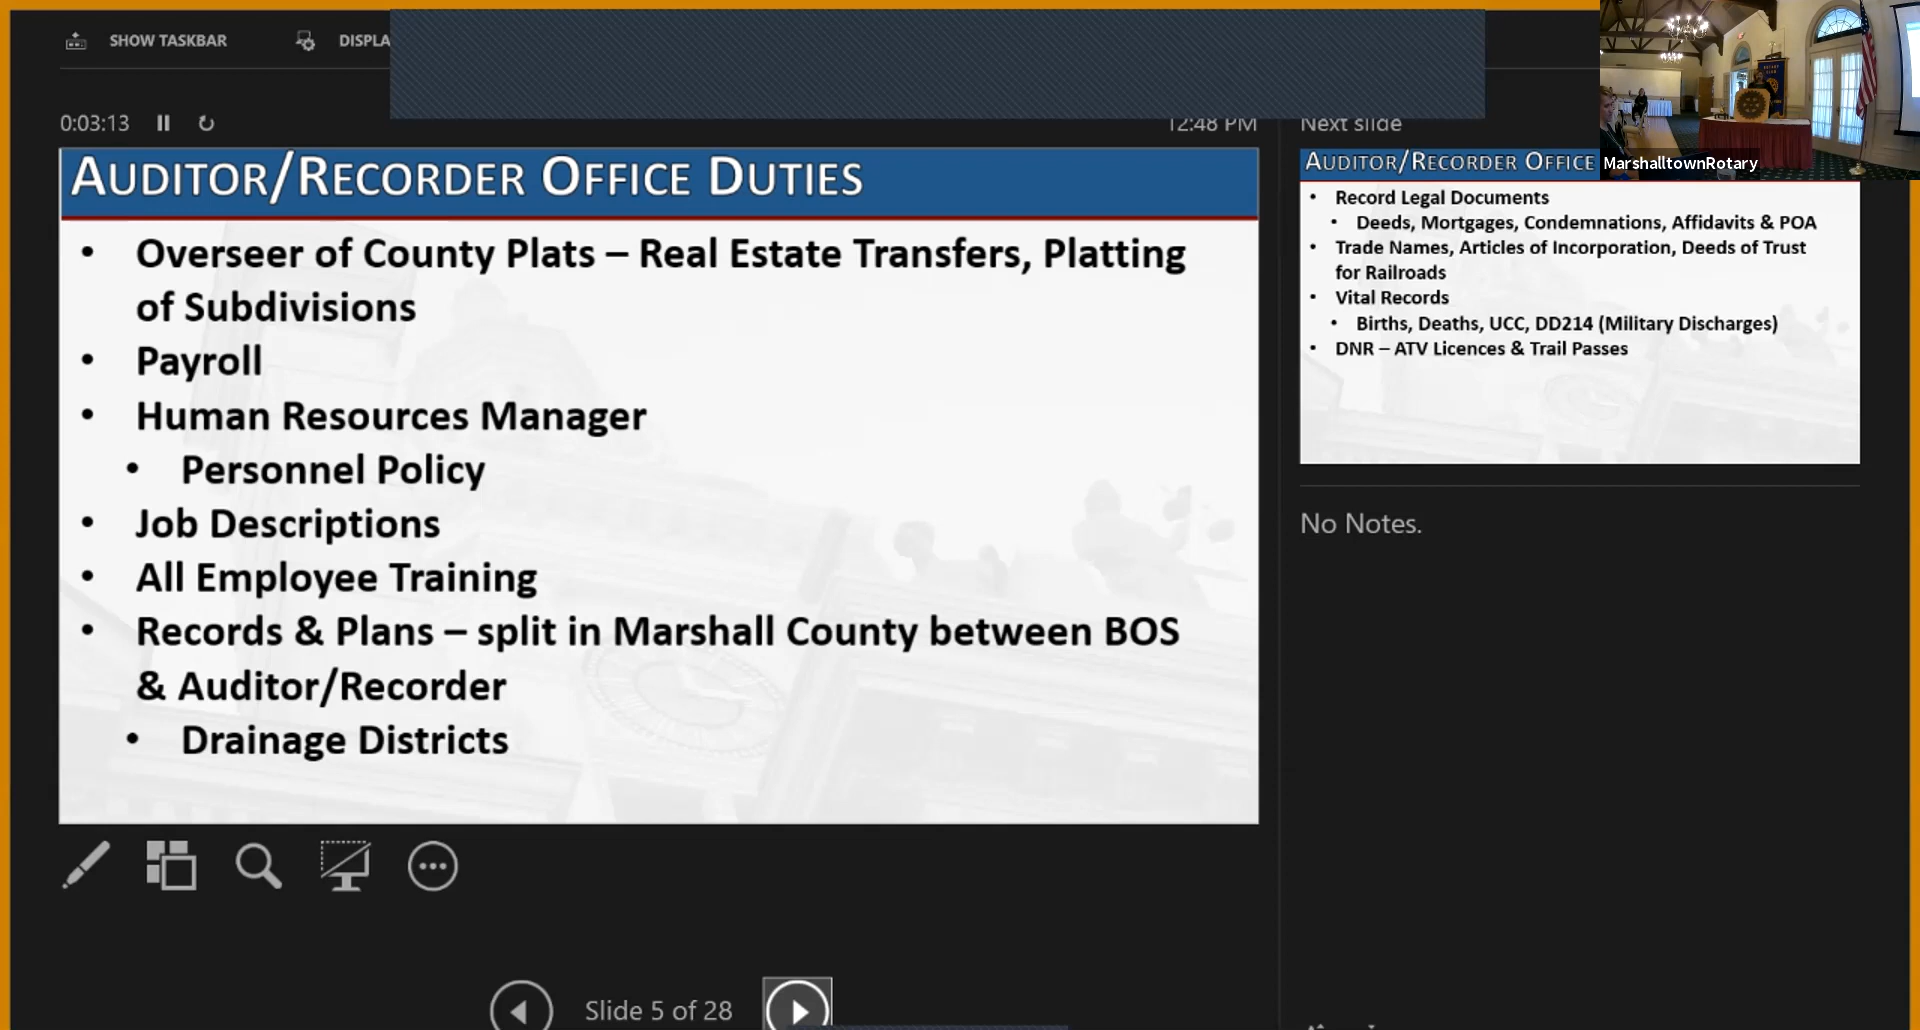 SHOW TASKBAR
DISPLA
0:03:13
12:48 PM
Next slide
MarshalltownRotary
AUDITOR/RECORDER OFFICE DUTIES
• Overseer of County Plats – Real Estate Transfers, Platting
of Subdivisions
• Payroll
• Human Resources Manager
• Personnel Policy
• Job Descriptions
• All Employee Training
• Records & Plans – split in Marshall County between BOS
& Auditor/Recorder
• Drainage Districts
AUDITOR/RECORDER OFFICE
• Record Legal Documents
• Deeds, Mortgages, Condemnations, Affidavits & POA
• Trade Names, Articles of Incorporation, Deeds of Trust
for Railroads
• Vital Records
• Births, Deaths, UCC, DD214 (Military Discharges)
• DNR – ATV Licences & Trail Passes
No Notes.
Slide 5 of 28